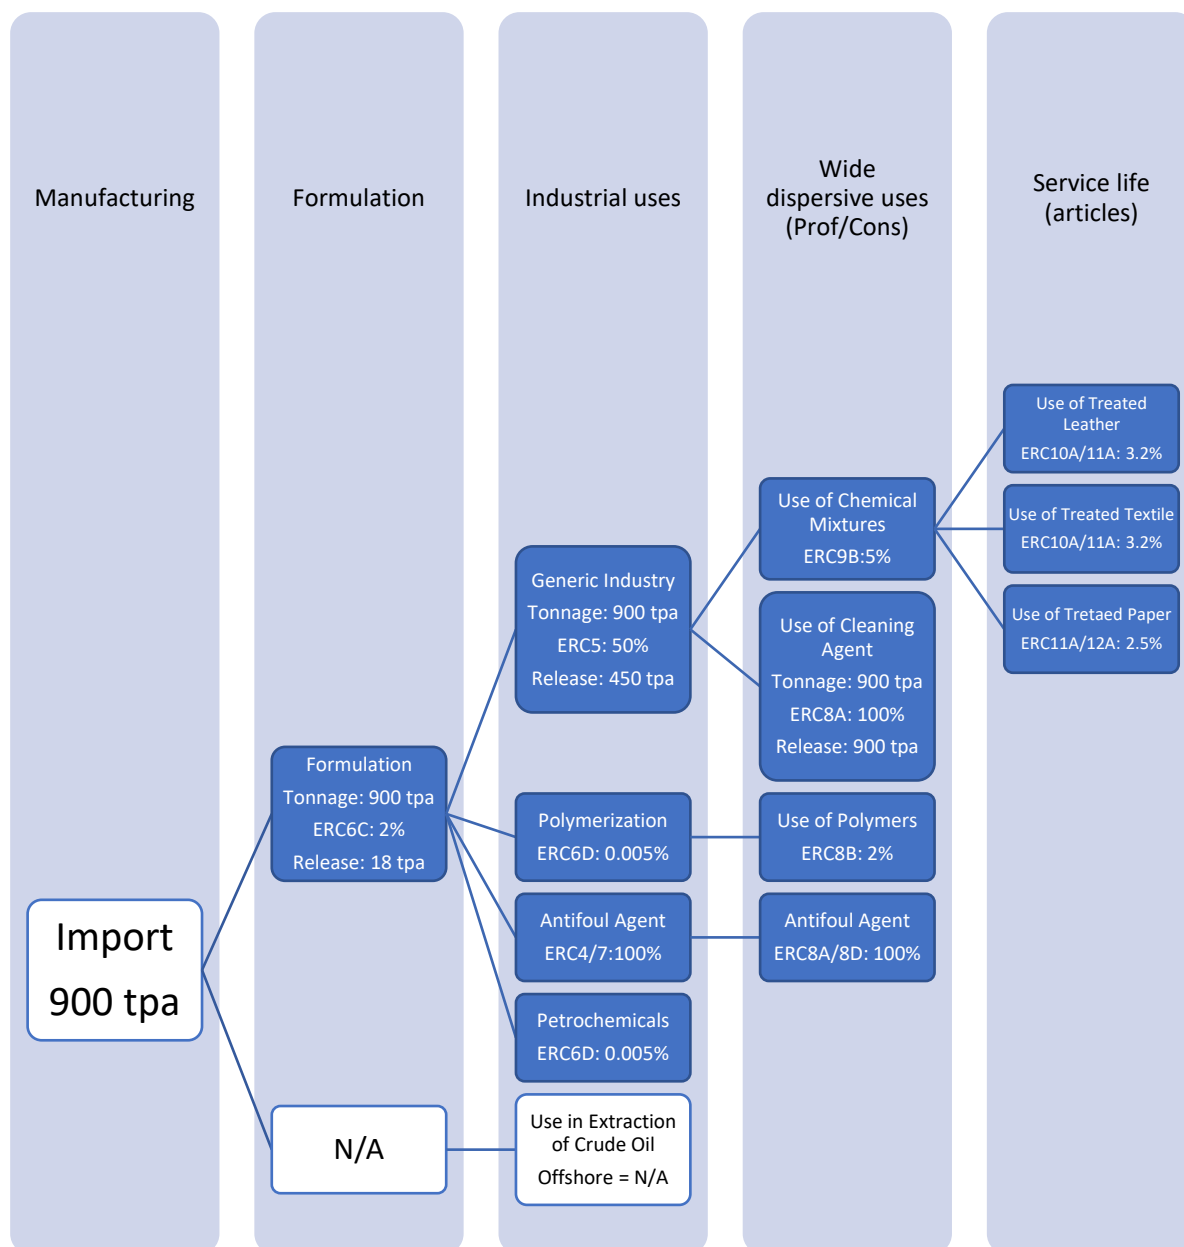 Manufacturing
Import
900 tpa
Formulation
Formulation
Tonnage: 900 tpa
ERC6C: 2%
Release: 18 tpa
N/A
Industrial uses
Generic Industry
Tonnage: 900 tpa
ERC5: 50%
Release: 450 tpa
Polymerization
ERC6D: 0.005%
Antifoul Agent
ERC4/7:100%
Petrochemicals
ERC6D: 0.005%
Use in Extraction
of Crude Oil
Offshore = N/A
Wide
dispersive uses
(Prof/Cons)
Use of Chemical
Mixtures
ERC9B:5%
Use of Cleaning
Agent
Tonnage: 900 tpa
ERC8A: 100%
Release: 900 tpa
Use of Polymers
ERC8B: 2%
Antifoul Agent
ERC8A/8D: 100%
Service life
(articles)
Use of Treated
Leather
ERC10A/11A: 3.2%
Use of Treated Textile
ERC10A/11A: 3.2%
Use of Tretaed Paper
ERC11A/12A: 2.5%